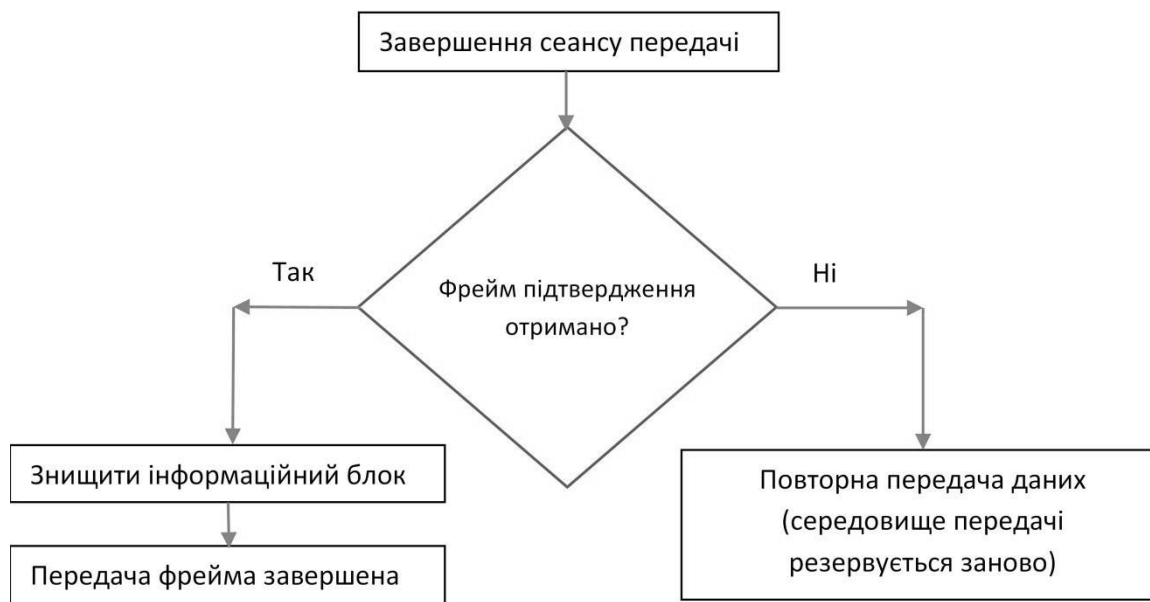 Завершення сеансу передачі
Так
Ні
Фрейм підтвердження
отримано?
Знищити інформаційний блок
Передача фрейма завершена
Повторна передача даних
(середовище передачі
резервується заново)